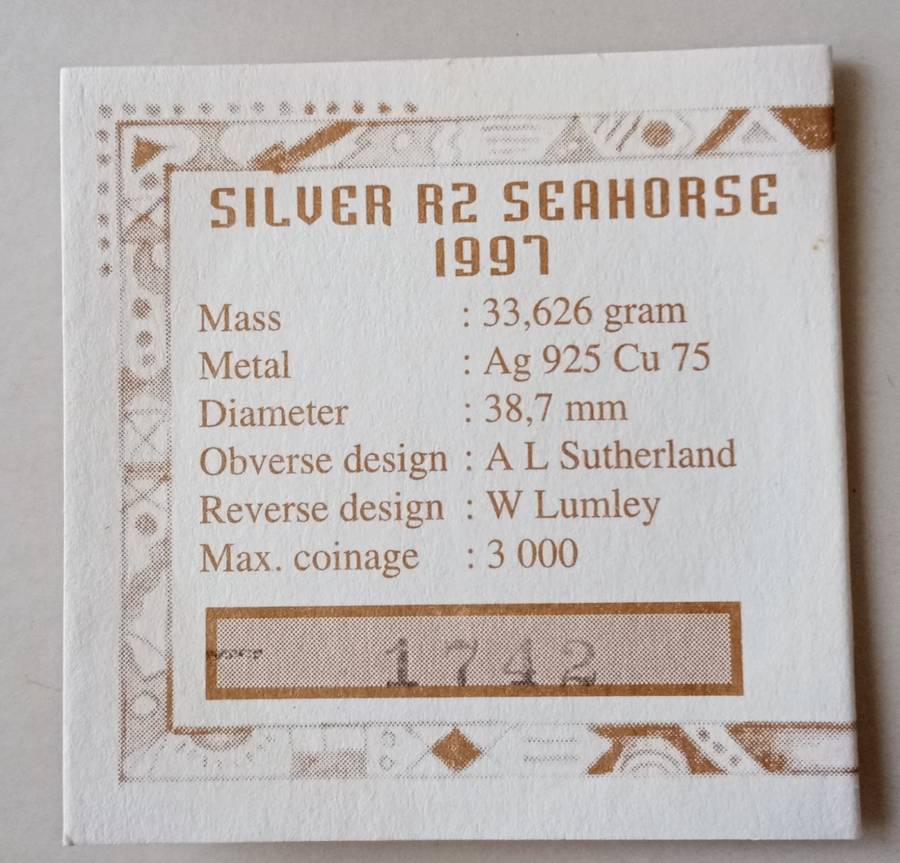 SILVER R2 SEAHORSE
1997
Mass : 33,626 gram
Metal : Ag 925 Cu 75
Diameter : 38,7 mm
Obverse design : A L Sutherland
Reverse design : W Lumley
Max. coinage : 3 000
1742